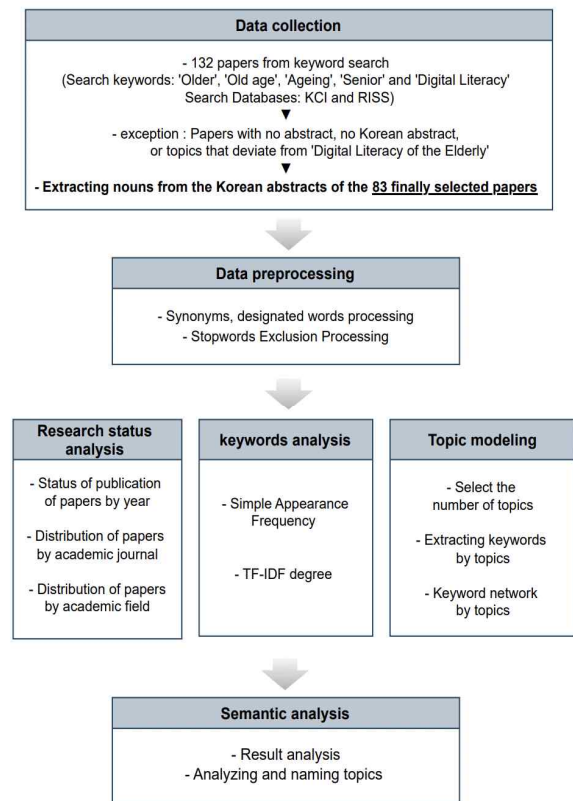 Data collection
- 132 papers from keyword search
(Search keywords: 'Older', 'Old age', 'Ageing', 'Senior' and 'Digital Literacy'
Search Databases: KCI and RISS)
▼
- exception : Papers with no abstract, no Korean abstract,
or topics that deviate from 'Digital Literacy of the Elderly'
▼
- Extracting nouns from the Korean abstracts of the 83 finally selected papers
Data preprocessing
- Synonyms, designated words processing
- Stopwords Exclusion Processing
Research status
analysis
- Status of publication
of papers by year
- Distribution of papers
by academic journal
- Distribution of papers
by academic field
keywords analysis
- Simple Appearance
Frequency
- TF-IDF degree
Topic modeling
- Select the
number of topics
- Extracting keywords
by topics
- Keyword network
by topics
Semantic analysis
- Result analysis
- Analyzing and naming topics